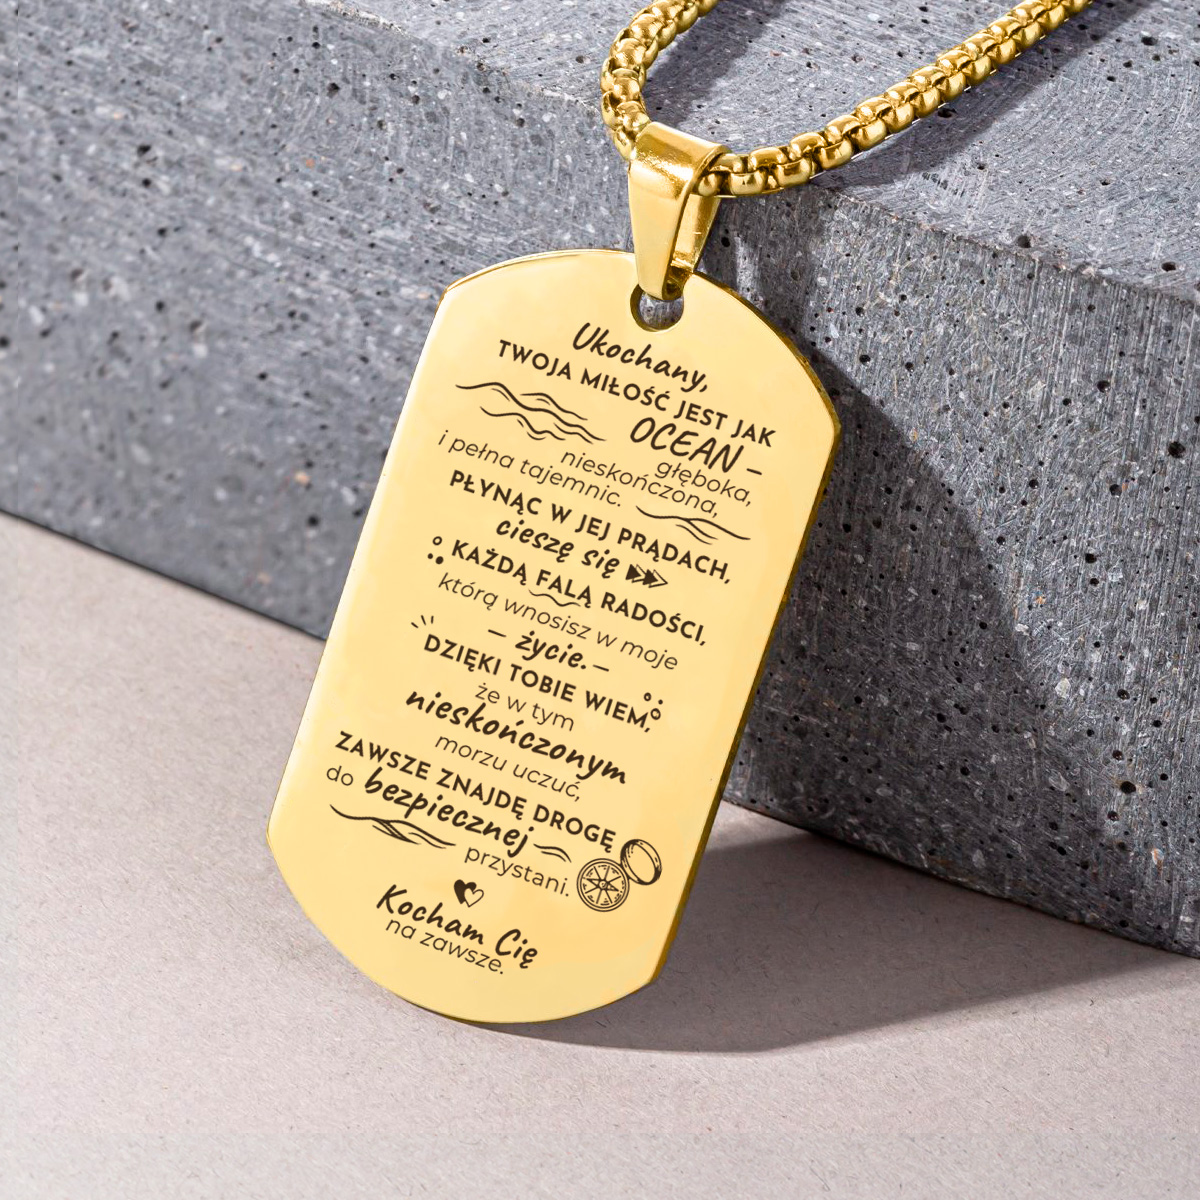 Ukochany,
TWOJA MIŁOŚĆ JEST JAK
OCEAN –
głęboka,
nieskończona,
i pełna tajemnic.
PŁYNĄC W JEJ PRĄDACH,
cieszę się
KAŻDĄ FALĄ RADOŚCI,
którą wnosisz w moje
– życie. –
DZIĘKI TOBIE WIEM,
że w tym
nieskończonym
morzu uczuć,
ZAWSZE ZNAJDĘ DROGĘ
do bezpiecznej
przystani.
Kocham Cię
na zawsze.